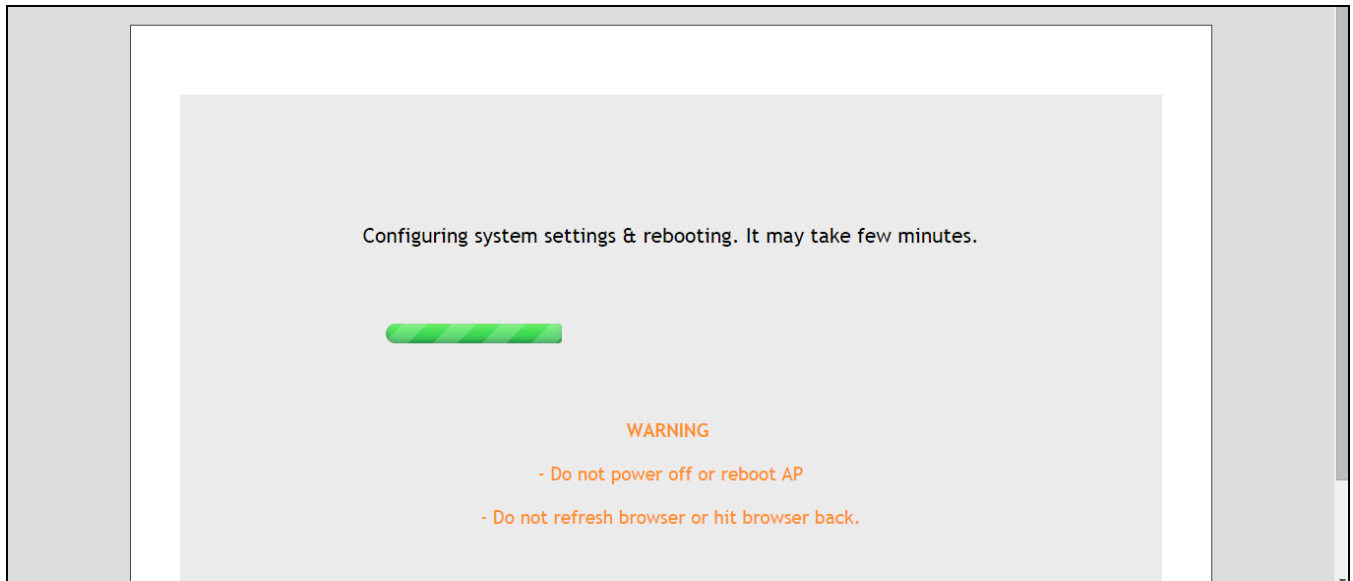 Configuring system settings & rebooting. It may take few minutes.
WARNING
- Do not power off or reboot AP
- Do not refresh browser or hit browser back.